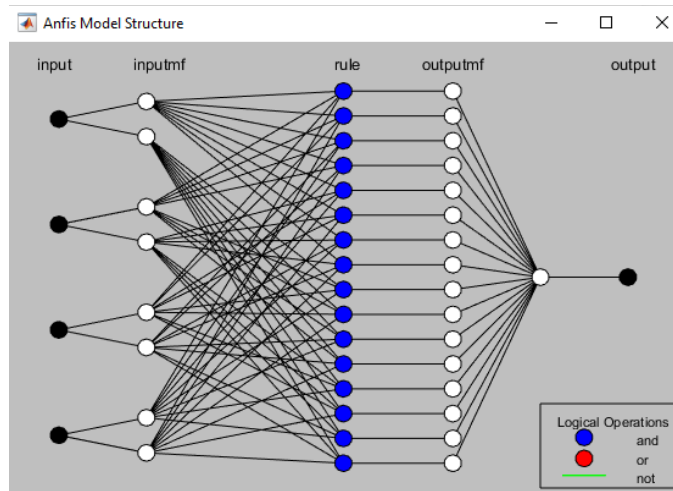 Anfis Model Structure
input inputmf rule outputmf output
Logical Operations
and
or
not